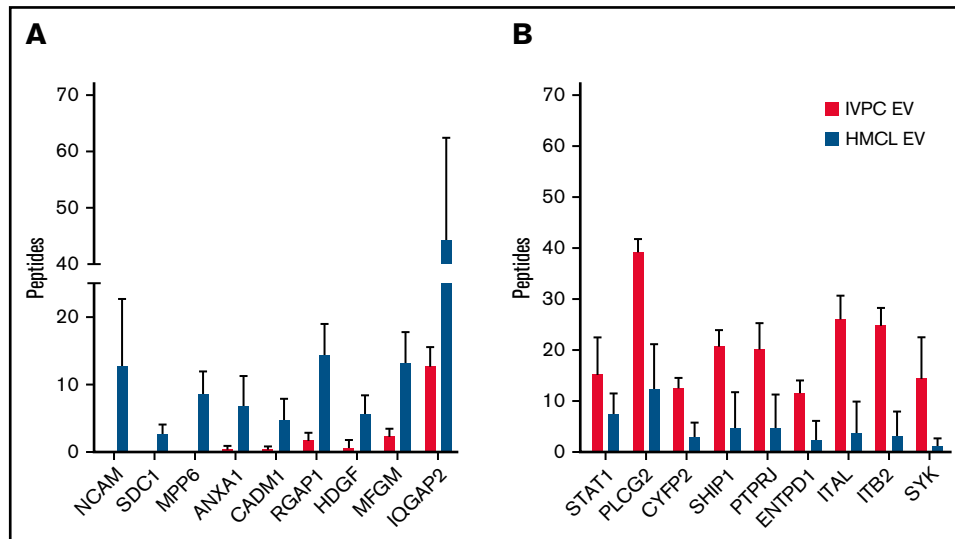 A
Peptides
70
60
50
40
20
10
0
NCAM
SDC1
MPP6
ANXA1
CADM1
RGAP1
HDGF
MFGM
IQGAP2
B
IVPC EV
HMCL EV
Peptides
70
60
50
40
30
20
10
0
STAT1
PLCG2
CYFP2
SHIP1
PTPRJ
ENTPD1
ITAL
ITB2
SYK